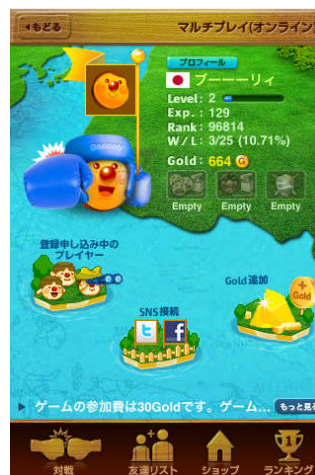 もどる
マルチプレイ(オンライン)
プロフィール
ブーーーリィ
Level: 2
Exp. : 129
Rank: 96814
W / L: 3/25 (10.71%)
Gold: 664 G
Empty Empty Empty
登録申し込み中の
プレイヤー
Gold追加
Gold
SNS接続
ゲームの参加費は30Goldです。ゲーム... もっと見る
対戦 友達リスト ショップ ランキング